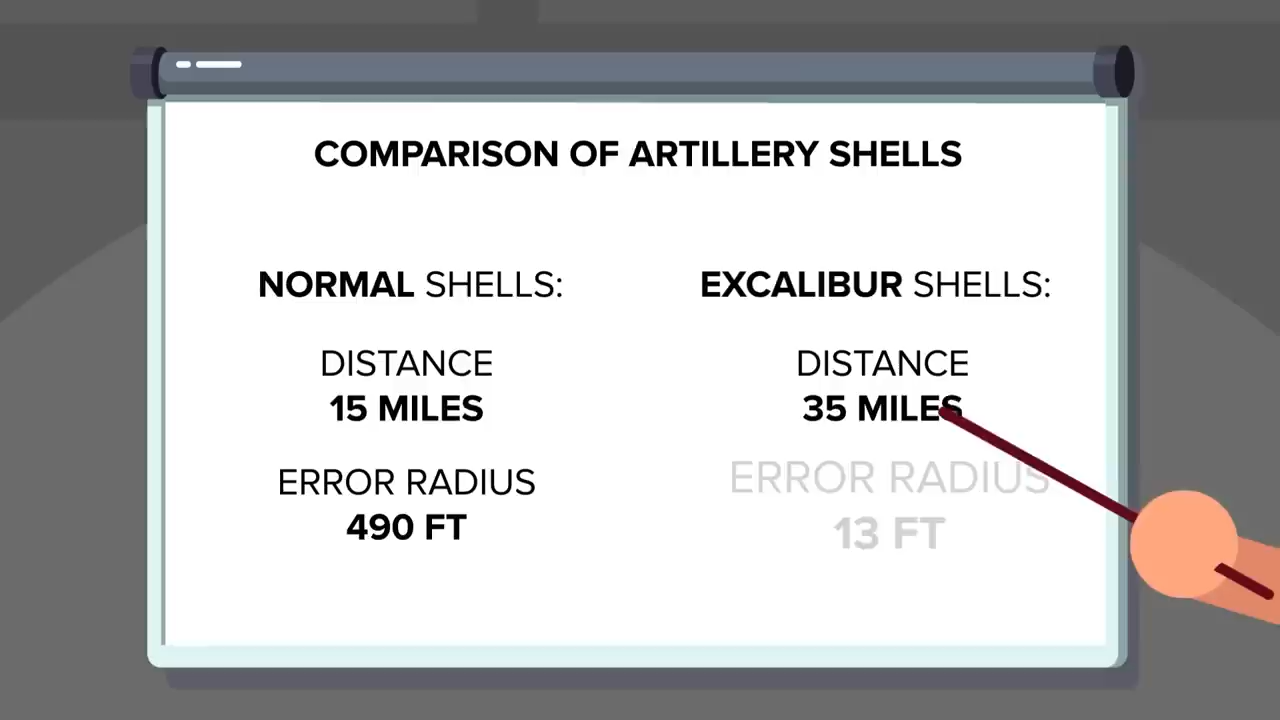 COMPARISON OF ARTILLERY SHELLS
NORMAL SHELLS:
DISTANCE
15 MILES
ERROR RADIUS
490 FT
EXCALIBUR SHELLS:
DISTANCE
35 MILES
ERROR RADIUS
13 FT